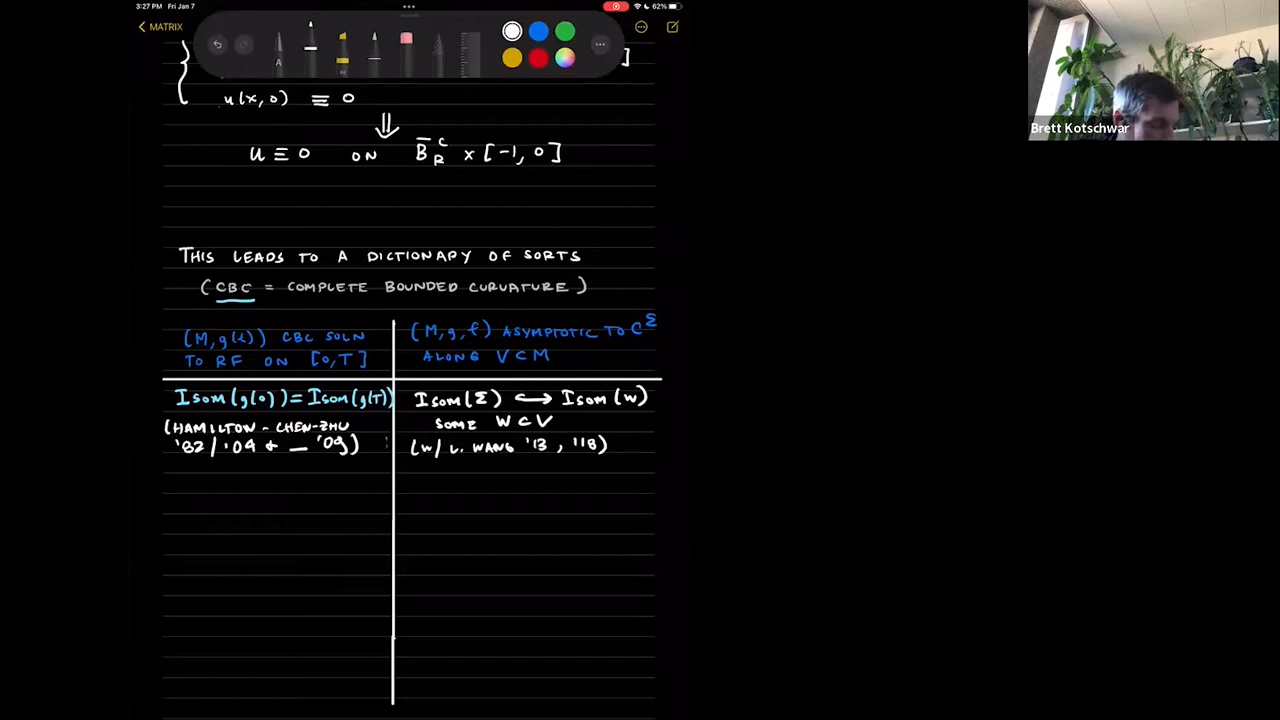 3:27 PM Fri Jan 7
62%
MATRIX
]
u(x, 0) ≡ 0
⇓
u ≡ 0 ON B̄_R^c × [-1, 0]
THIS LEADS TO A DICTIONARY OF SORTS
(CBC = COMPLETE BOUNDED CURVATURE)
(M, g(t)) CBC SOLN
TO RF ON [0, T]
(M, g, f) ASYMPTOTIC TO C^Σ
ALONG V ⊂ M
ISOM(g(0)) = ISOM(g(T))
(HAMILTON - CHEN-ZHU
'82 / '04 + _ '09)
ISOM(Σ) ↔ ISOM(W)
SOME W ⊂ V
(W/ L. WANG '13, '18)
Brett Kotschwar